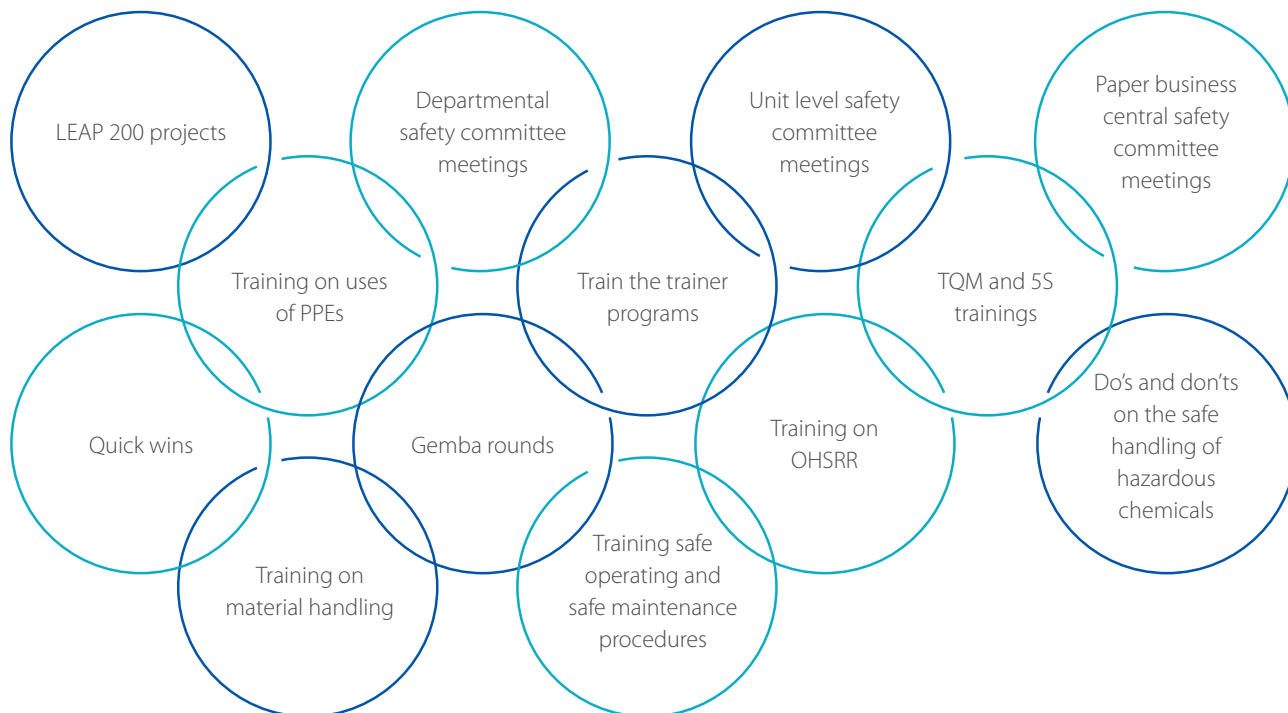 LEAP 200 projects
Departmental
safety committee
meetings
Unit level safety
committee
meetings
Paper business
central safety
committee
meetings
Training on uses
of PPEs
Train the trainer
programs
TQM and 5S
trainings
Quick wins
Gemba rounds
Training on
OHSRR
Do’s and don’ts
on the safe
handling of
hazardous
chemicals
Training on
material handling
Training safe
operating and
safe maintenance
procedures